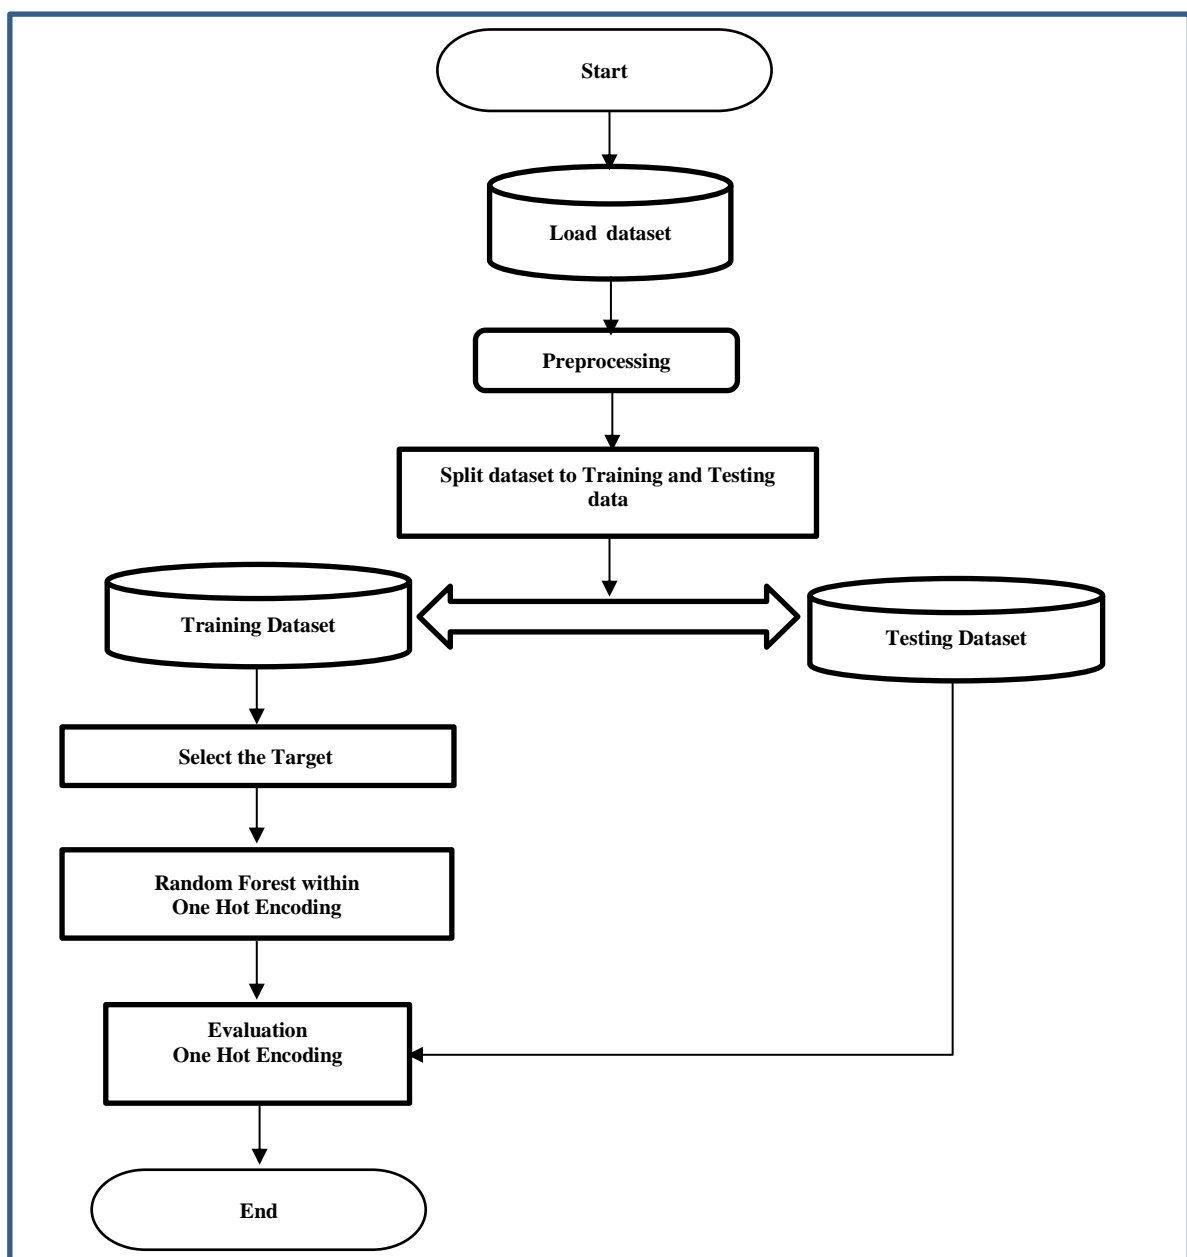 Start
Load dataset
Preprocessing
Split dataset to Training and Testing
data
Training Dataset
Testing Dataset
Select the Target
Random Forest within
One Hot Encoding
Evaluation
One Hot Encoding
End